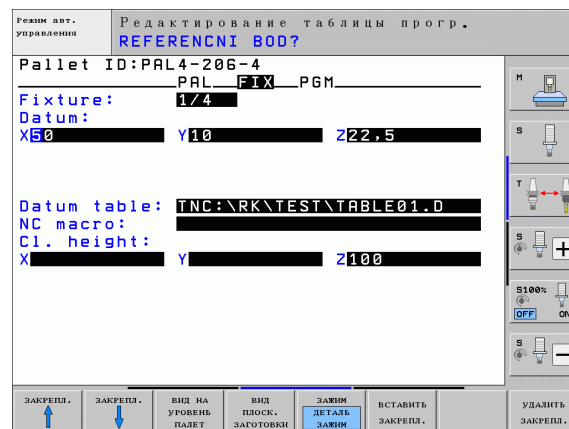 Режим авт.
управления
Редактирование таблицы прогр.
REFERENCNI BOD?
Pallet ID:PAL4-206-4
PAL FIX PGM
Fixture: 1/4
Datum:
X50 Y10 Z22,5
Datum table: TNC:\RK\TEST\TABLE01.D
NC macro:
Cl. height:
X Y Z100
M
S
T
S
S100%
OFF ON
S
ЗАКРЕПЛ.
ЗАКРЕПЛ.
ВИД НА
УРОВЕНЬ
ПАЛЕТ
ВИД
ПЛОСК.
ЗАГОТОВКИ
ЗАЖИМ
ДЕТАЛЬ
ЗАЖИМ
ВСТАВИТЬ
ЗАКРЕПЛ.
УДАЛИТЬ
ЗАКРЕПЛ.